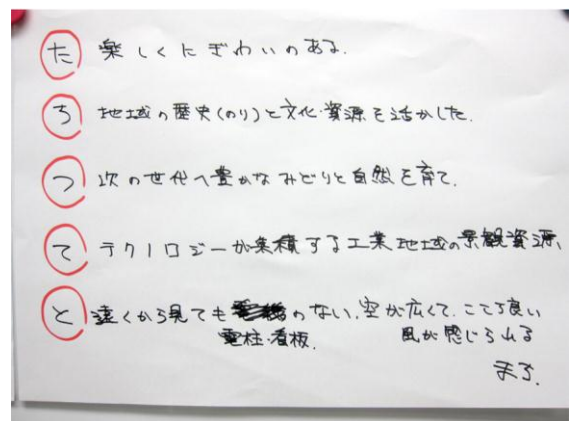 た 楽しくにぎわいのある.
ち 地域の歴史(のり)と文化・資源を活かした.
つ 次の世代へ豊かなみどりと自然を育て.
て テクノロジーが集積する工業地域の景観資源、
と 遠くから見てものない.空が広くて.ここち良い
電柱・看板. 風が感じられる
まち.